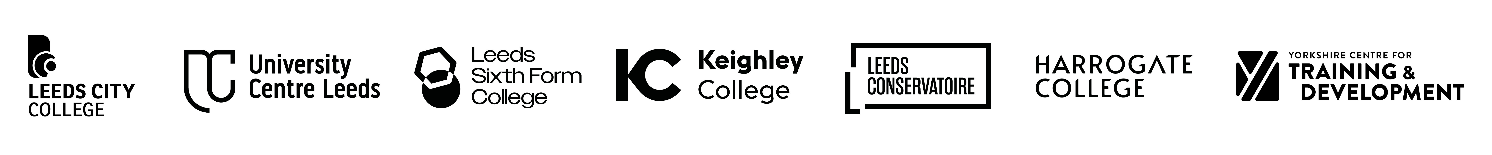 LEEDS CITY
COLLEGE
University
Centre Leeds
Leeds
Sixth Form
College
Keighley
College
LEEDS
CONSERVATOIRE
HARROGATE
COLLEGE
YORKSHIRE CENTRE FOR
TRAINING &
DEVELOPMENT